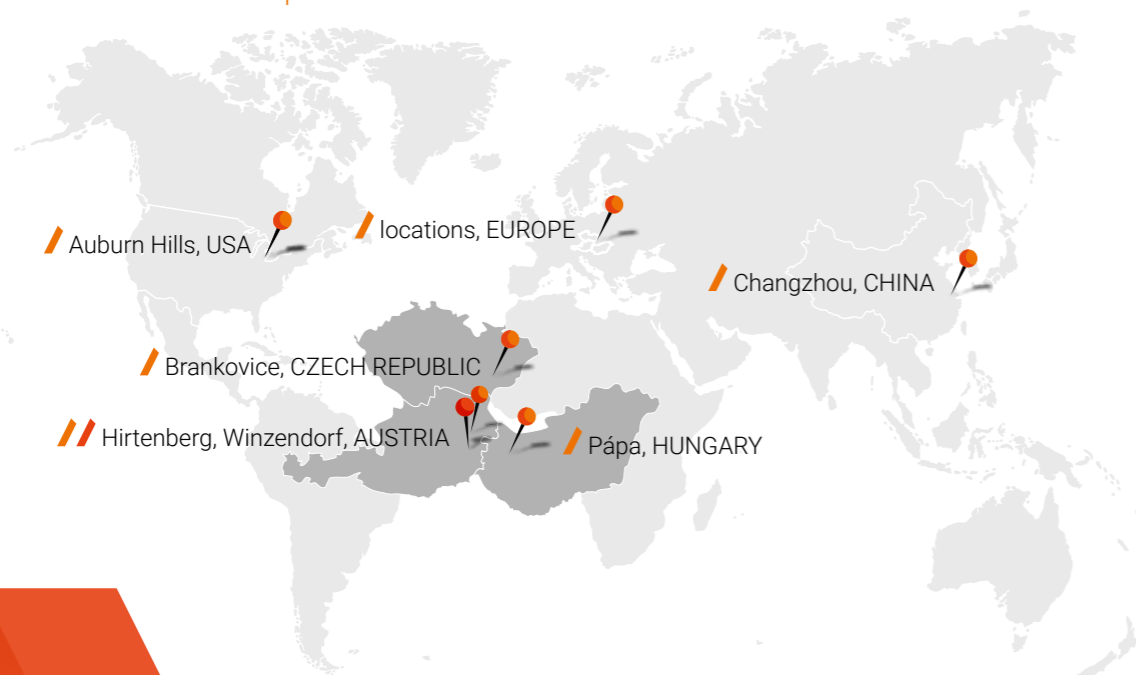 Auburn Hills, USA
locations, EUROPE
Changzhou, CHINA
Brankovice, CZECH REPUBLIC
Hirtenberg, Winzendorf, AUSTRIA
Pápa, HUNGARY